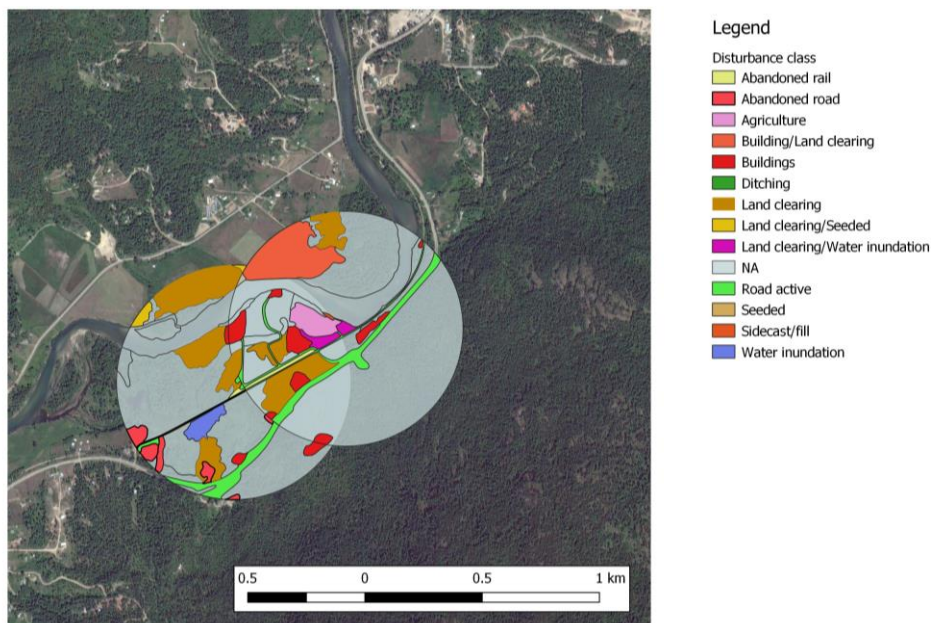 Legend
Disturbance class
Abandoned rail
Abandoned road
Agriculture
Building/Land clearing
Buildings
Ditching
Land clearing
Land clearing/Seeded
Land clearing/Water inundation
NA
Road active
Seeded
Sidecast/fill
Water inundation
0.5 0 0.5 1 km